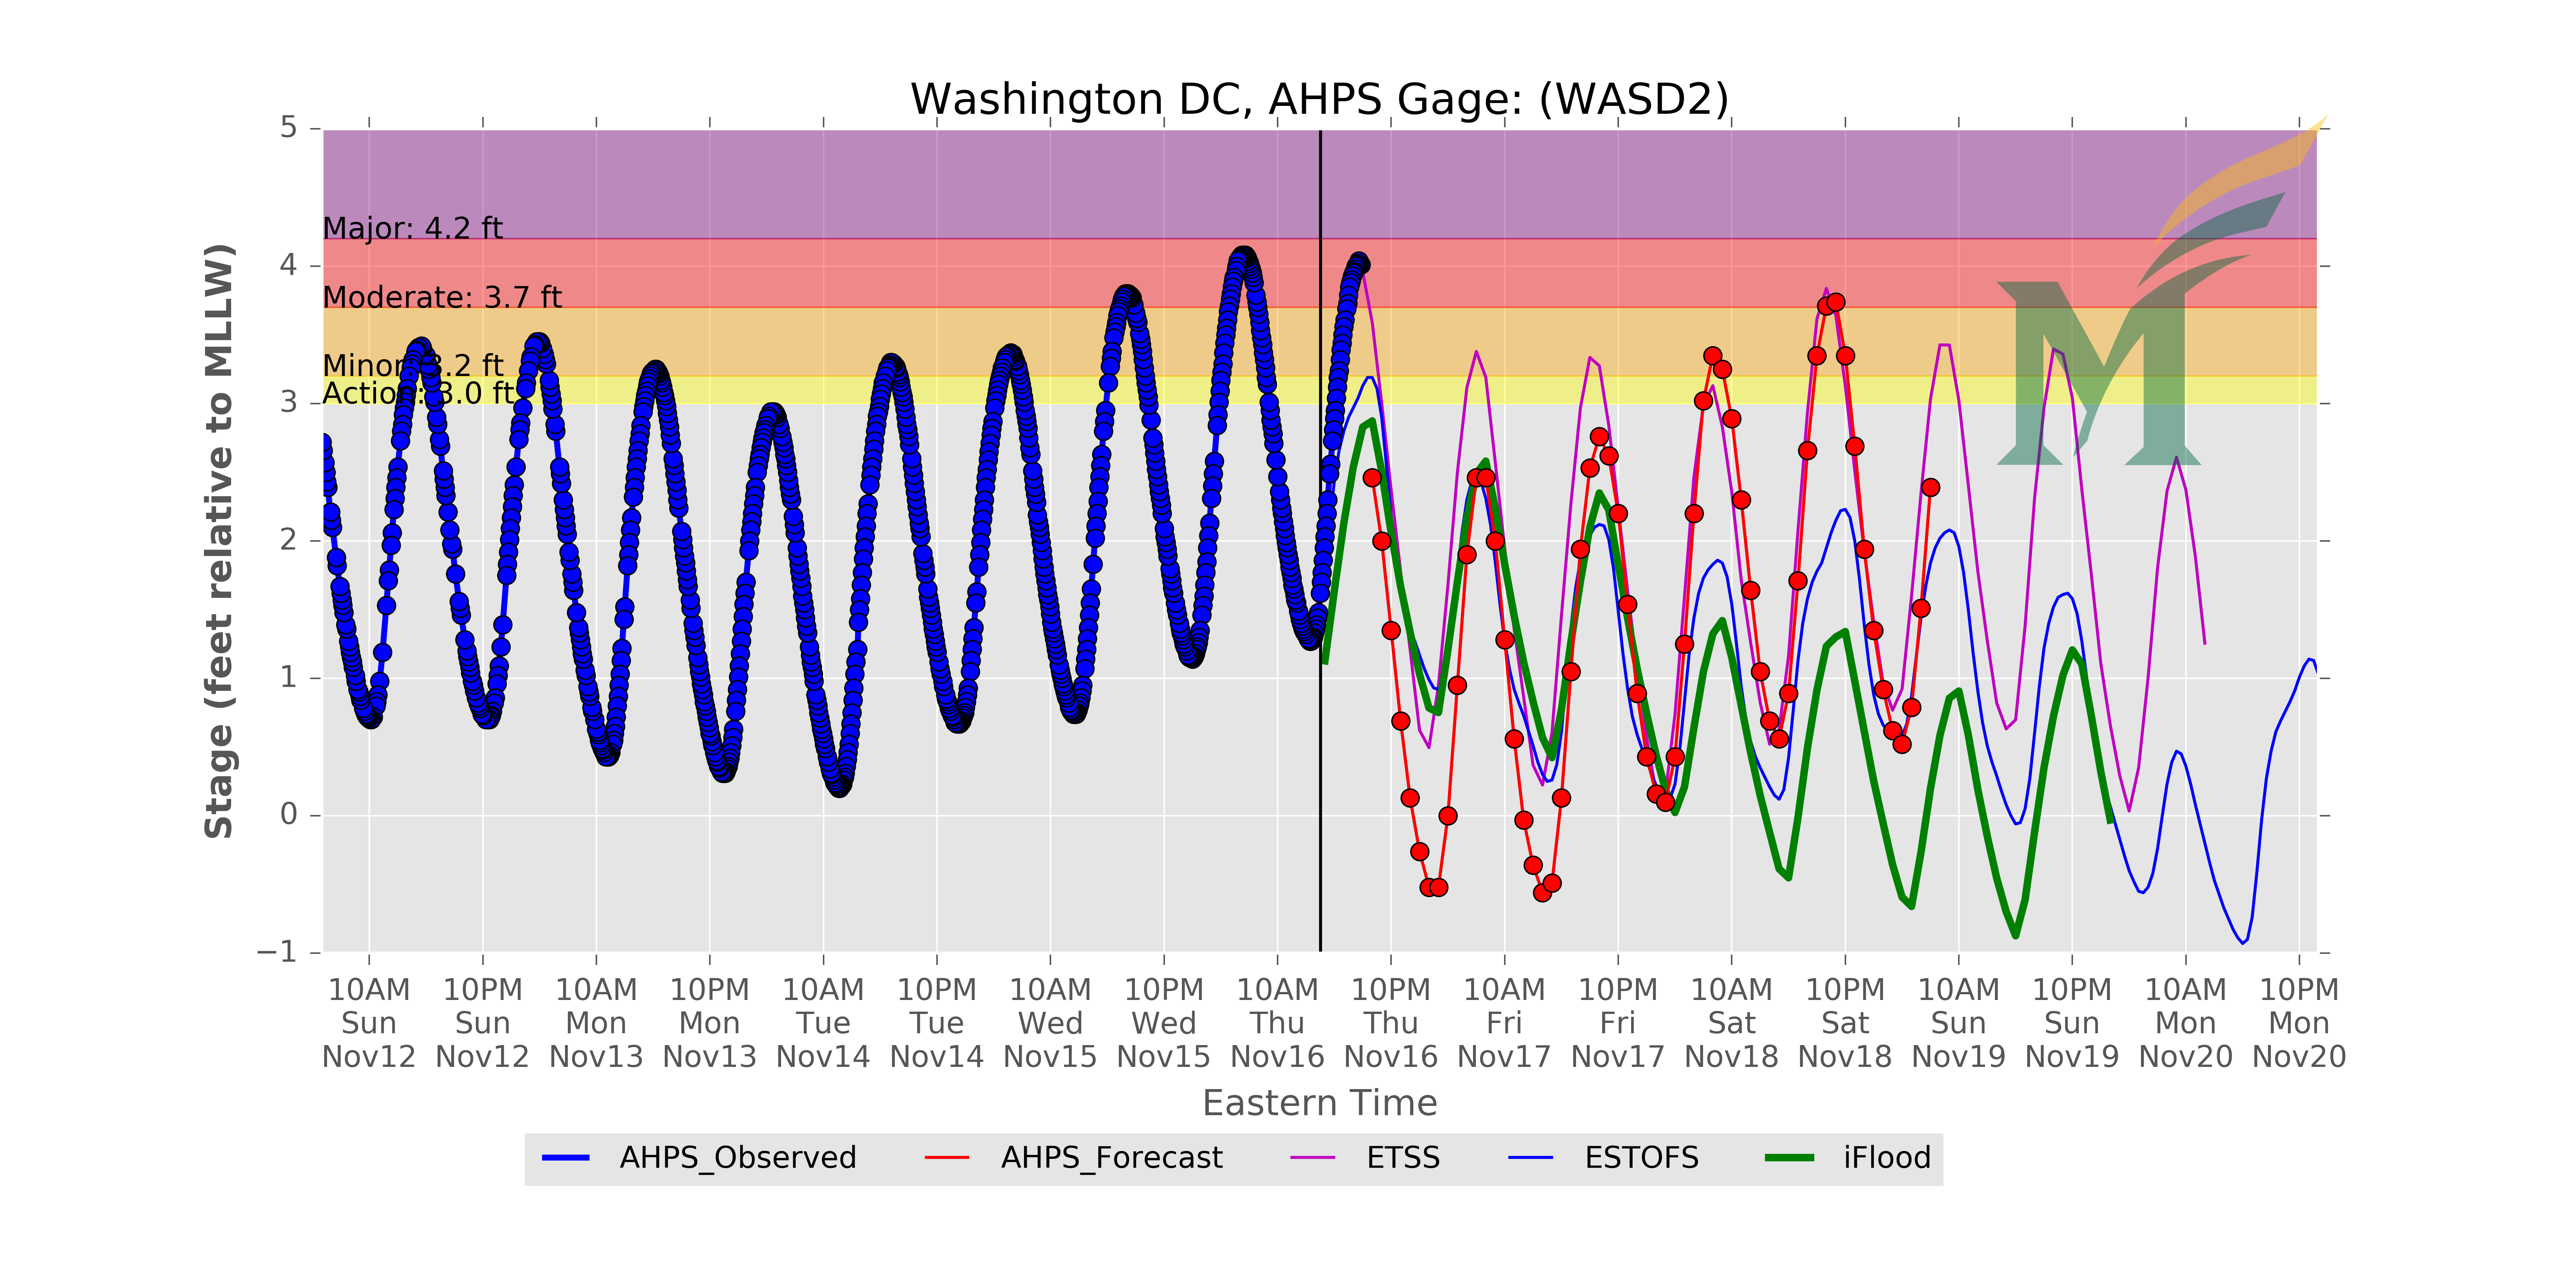 Washington DC, AHPS Gage: (WASD2)
Stage (feet relative to MLLW)
5
4
3
2
1
0
−1
Major: 4.2 ft
Moderate: 3.7 ft
Minor: 3.2 ft
Action: 3.0 ft
10AM 10PM 10AM 10PM 10AM 10PM 10AM 10PM 10AM 10PM 10AM 10PM 10AM 10PM 10AM 10PM 10AM 10PM
Sun Sun Mon Mon Tue Tue Wed Wed Thu Thu Fri Fri Sat Sat Sun Sun Mon Mon
Nov12 Nov12 Nov13 Nov13 Nov14 Nov14 Nov15 Nov15 Nov16 Nov16 Nov17 Nov17 Nov18 Nov18 Nov19 Nov19 Nov20 Nov20
Eastern Time
AHPS_Observed AHPS_Forecast ETSS ESTOFS iFlood